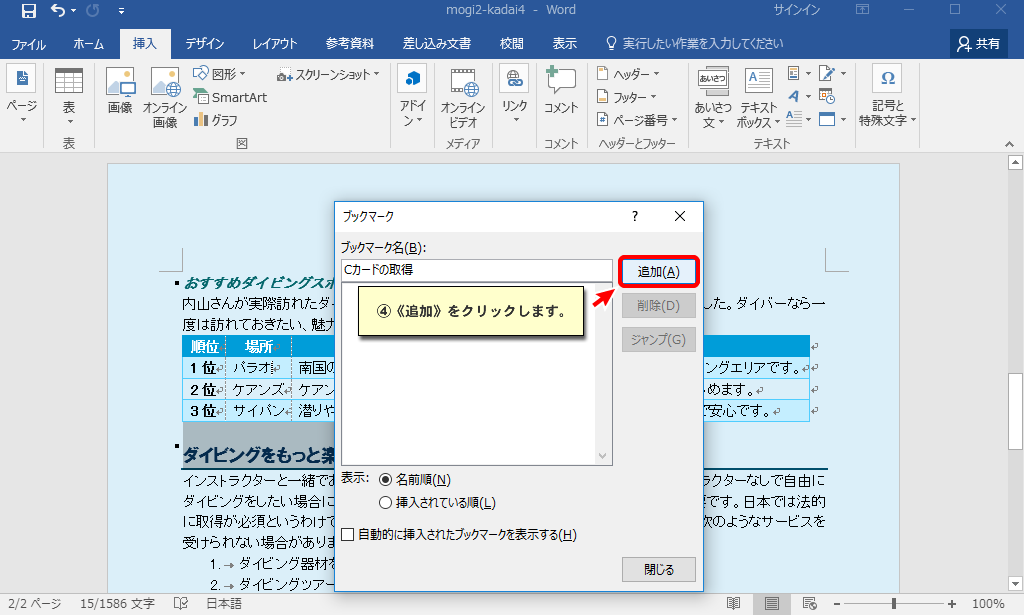 mogi2-kadai4 - Word
サインイン
ファイル ホーム 挿入 デザイン レイアウト 参考資料 差し込み文書 校閲 表示 実行したい作業を入力してください 共有
ページ
表
画像
オンライン画像
図形
SmartArt
グラフ
スクリーンショット
アドイン
オンラインビデオ
リンク
コメント
ヘッダー
フッター
ページ番号
あいさつ
あいさつ文
テキストボックス
記号と特殊文字
表 図 メディア コメント ヘッダーとフッター テキスト
ブックマーク ?
ブックマーク名(B):
Cカードの取得
追加(A)
削除(D)
ジャンプ(G)
④《追加》をクリックします。
表示: 名前順(N)
挿入されている順(L)
自動的に挿入されたブックマークを表示する(H)
閉じる
おすすめダイビングスポ
内山さんが実際訪れたダイ した。ダイバーなら一
度は訪れておきたい、魅力
順位 場所
1 位 パラオ 南国の ングエリアです。
2 位 ケアンズ ケアン めます。
3 位 サイパン 潜りや で安心です。
ダイビングをもっと楽
インストラクターと一緒であ ラクターなしで自由に
ダイビングをしたい場合に 要です。日本では法的
に取得が必須というわけで 次のようなサービスを
受けられない場合がありま
1. ダイビング器材を
2. ダイビングツアー
2/2 ページ 15/1586 文字 日本語 100%